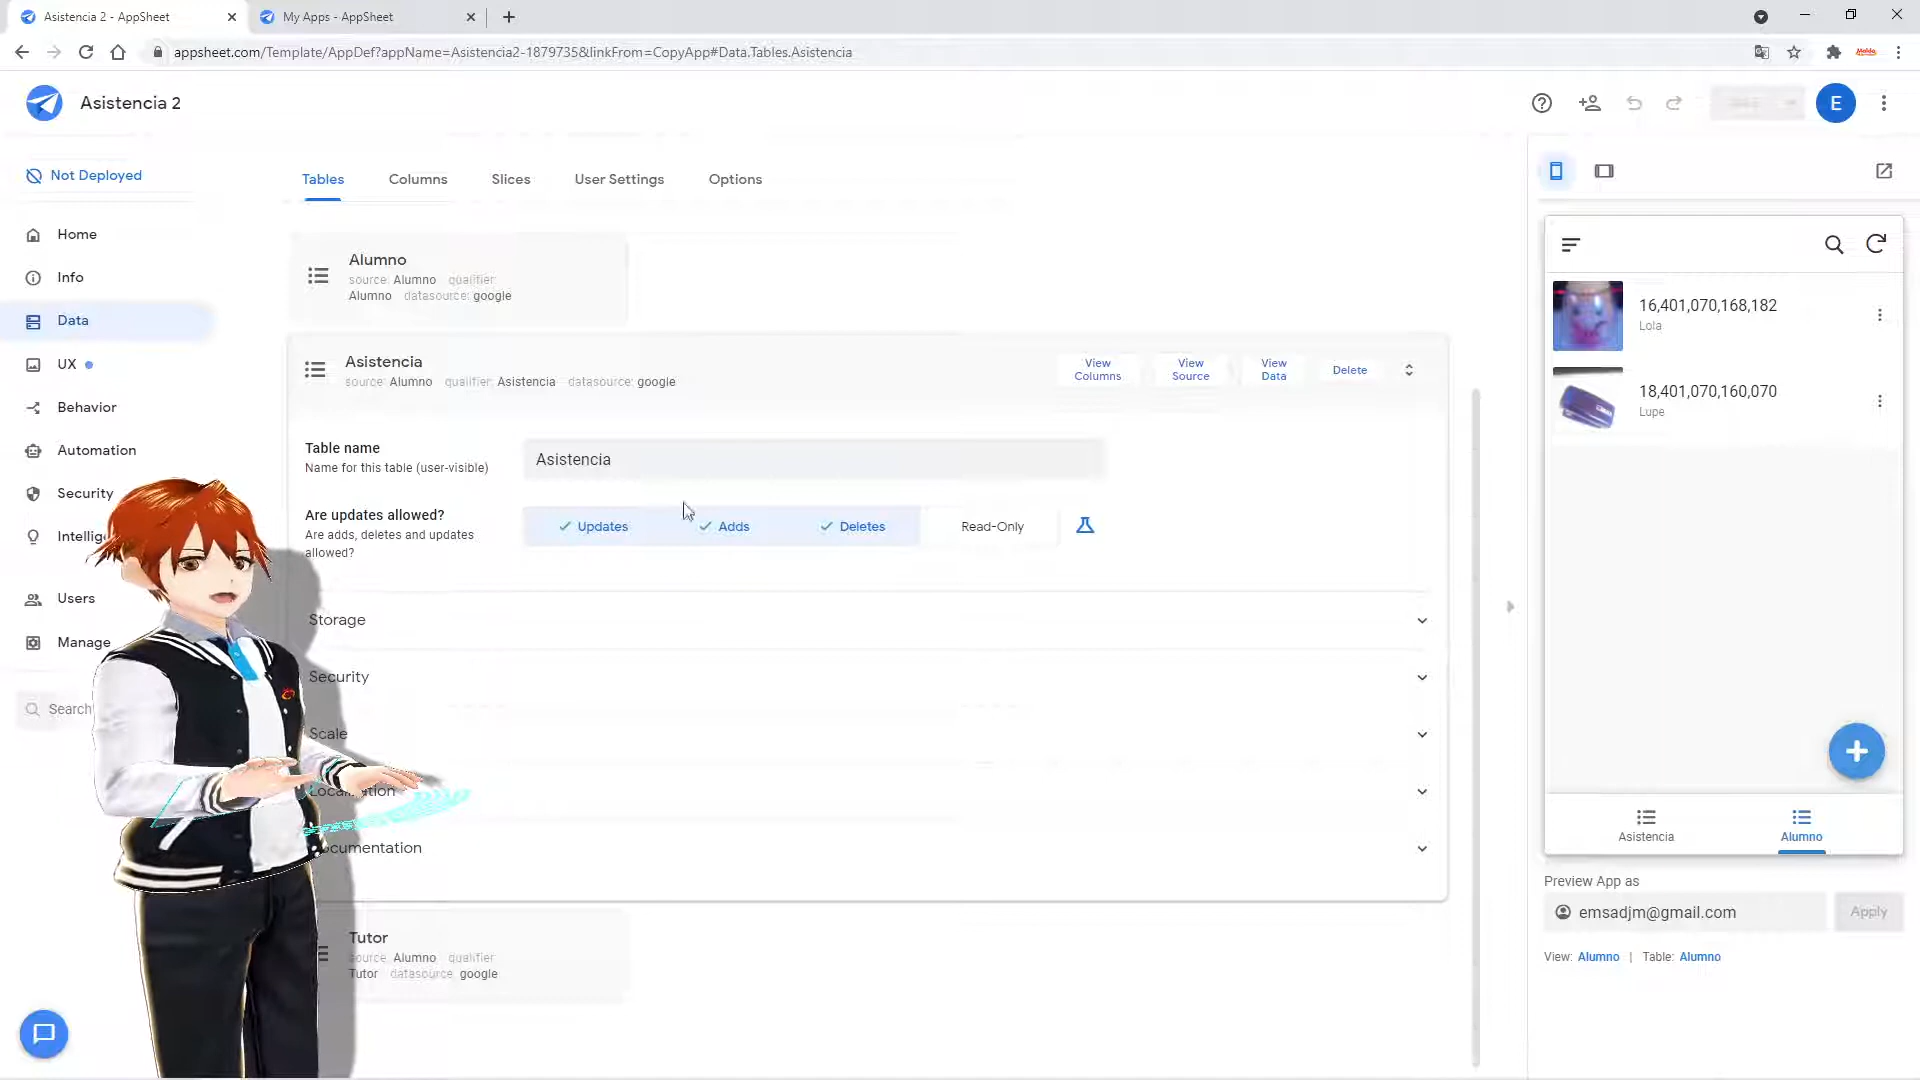 Asistencia 2 - AppSheet
My Apps - AppSheet
appsheet.com/Template/AppDef?appName=Asistencia2-1879735&linkFrom=CopyApp#Data.Tables.Asistencia
Asistencia 2
E
Not Deployed
Home
Info
Data
UX
Behavior
Automation
Security
Intellig
Users
Manage
Search
Tables
Columns
Slices
User Settings
Options
Alumno
source: Alumno qualifier:
Alumno datasource: google
Asistencia
source: Alumno qualifier: Asistencia datasource: google
View Columns
View Source
View Data
Delete
Table name
Name for this table (user-visible)
Asistencia
Are updates allowed?
Are adds, deletes and updates
allowed?
Updates
Adds
Deletes
Read-Only
Storage
Security
Scale
Documentation
Tutor
source: Alumno qualifier:
Tutor datasource: google
16,401,070,168,182
Lola
18,401,070,160,070
Lupe
Asistencia
Alumno
Preview App as
emsadjm@gmail.com
Apply
View: Alumno | Table: Alumno